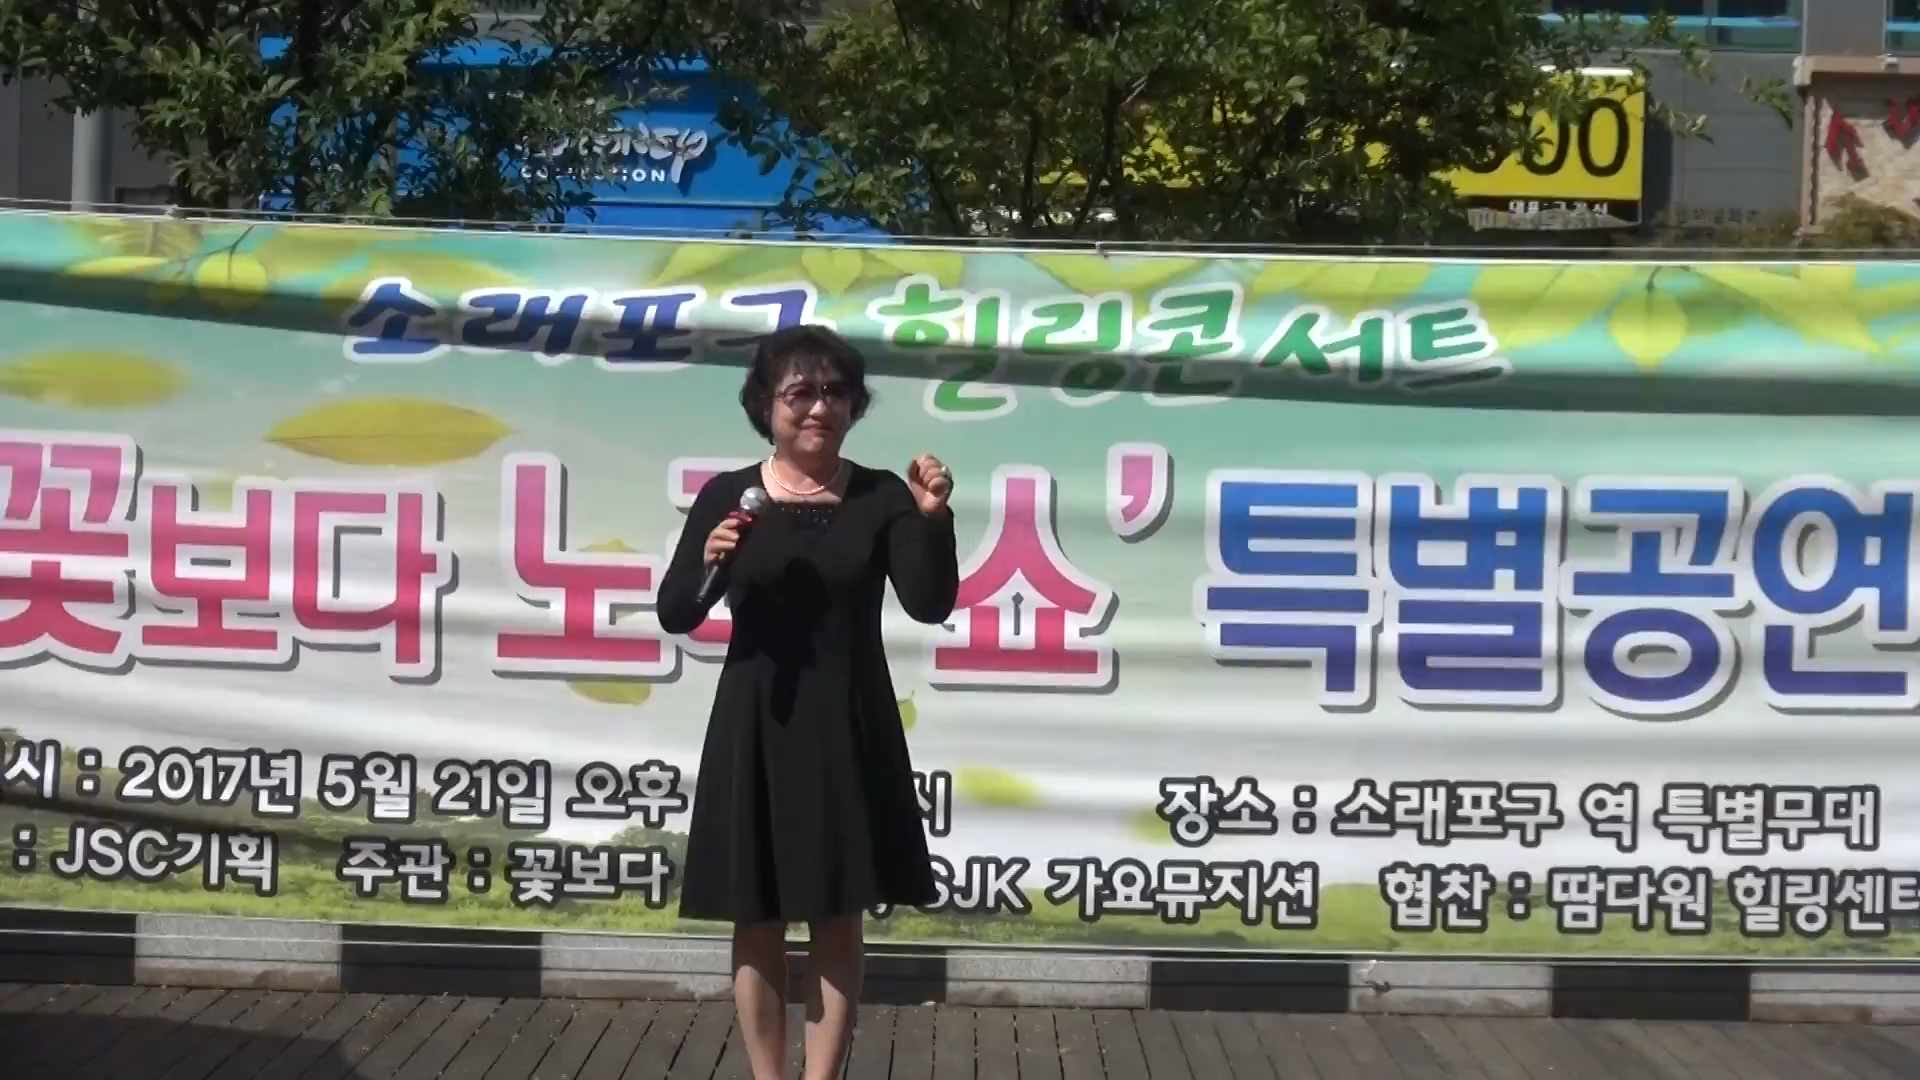 COLLECTION
00
소래포구 힐링콘서트
꽃보다 쇼’ 특별공연
시 : 2017년 5월 21일 오후 시 장소 : 소래포구 역 특별무대
: JSC기획 주관 : 꽃보다 , SJK 가요뮤지션 협찬 : 땀다원 힐링센터